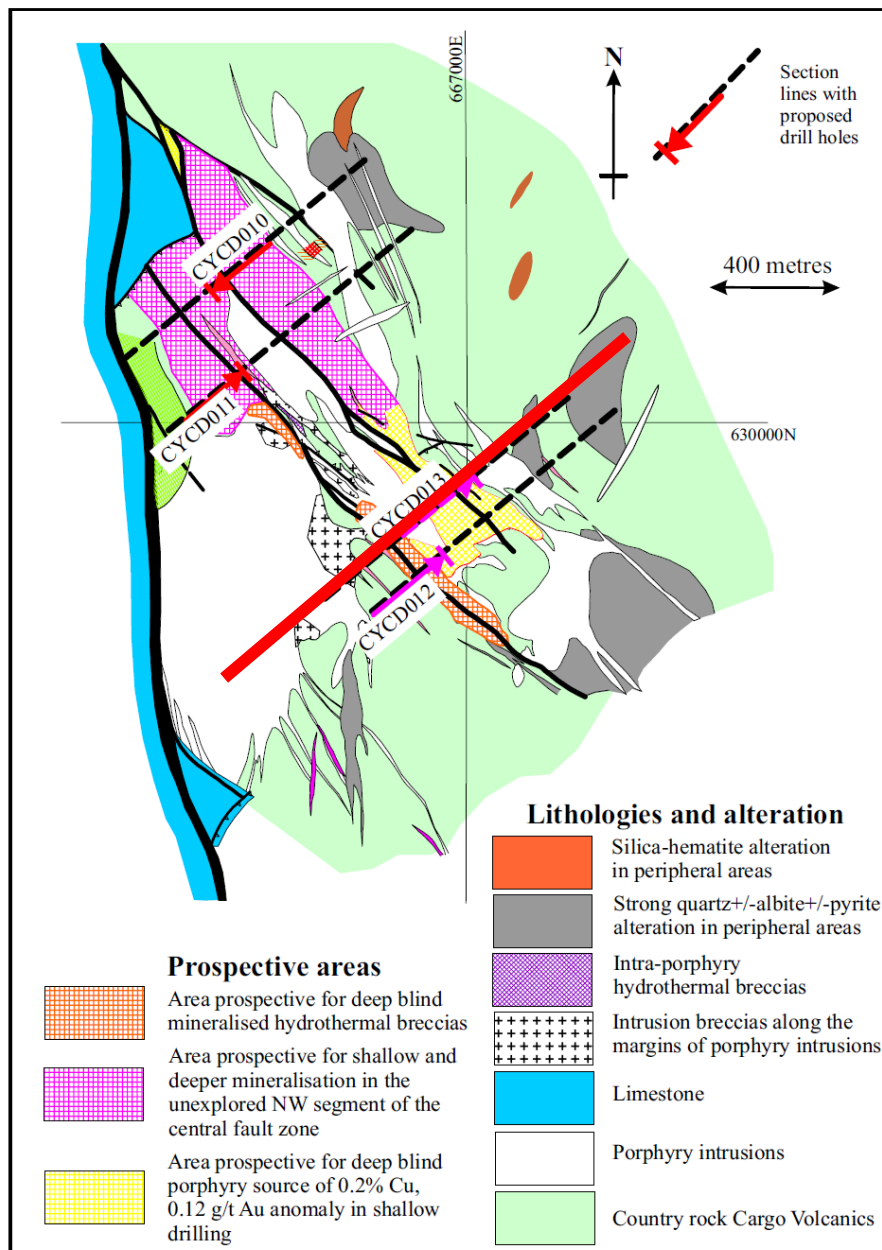 667000E
N
Section
lines with
proposed
drill holes
CYCD010
400 metres
CYCD011
630000N
CYCD013
CYCD012
Lithologies and alteration
Silica-hematite alteration
in peripheral areas
Strong quartz+/-albite+/-pyrite
alteration in peripheral areas
Intra-porphyry
hydrothermal breccias
Intrusion breccias along the
margins of porphyry intrusions
Limestone
Porphyry intrusions
Country rock Cargo Volcanics
Prospective areas
Area prospective for deep blind
mineralised hydrothermal breccias
Area prospective for shallow and
deeper mineralisation in the
unexplored NW segment of the
central fault zone
Area prospective for deep blind
porphyry source of 0.2% Cu,
0.12 g/t Au anomaly in shallow
drilling